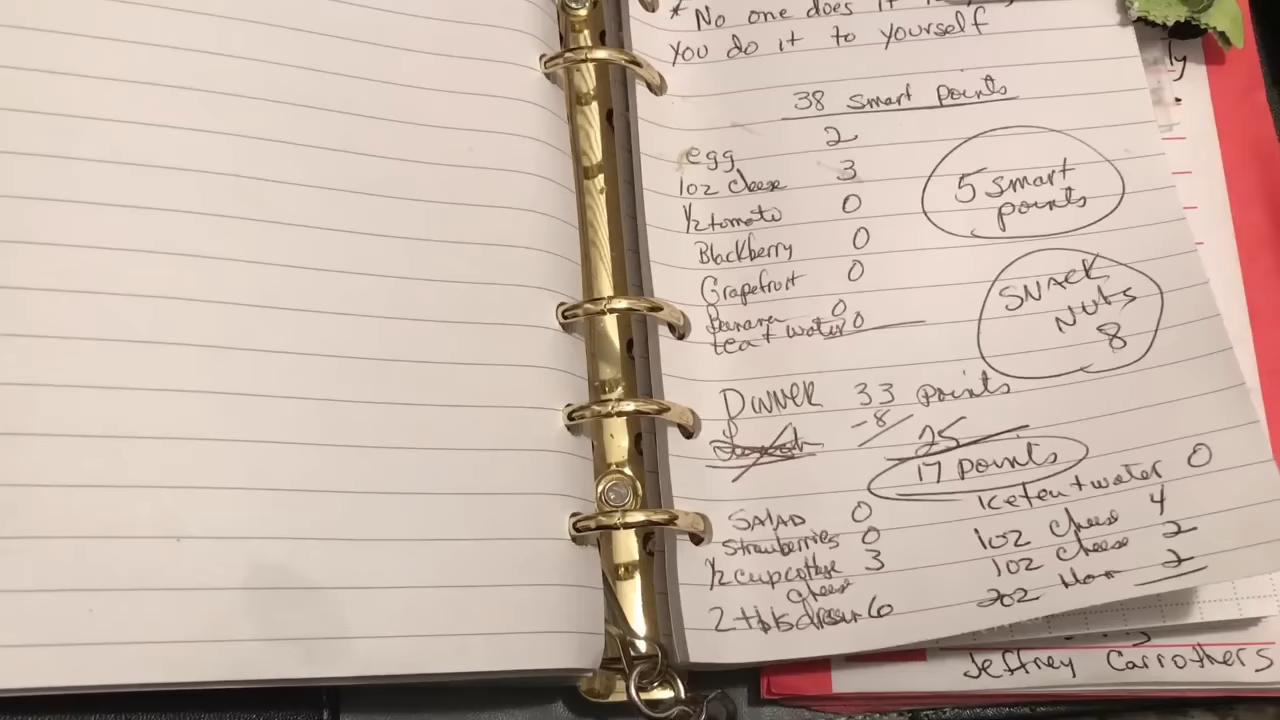 * No one does it
you do it to yourself
38 smart points
egg 2
1oz cheese 3
1/2 tomato 0
Blackberry 0
Grapefruit 0
Banana 0
tea + water 0
5 smart
points
SNACK
NUTS
8
DINNER 33 points
-8
25
17 points
SALAD 0
Strawberries 0
1/2 cup cottage 3
cheese
2 tbls 6
Icetea + water 0
1oz cheese 4
1oz cheese 2
2oz Ham 2
ly
Jeffrey Carrothers